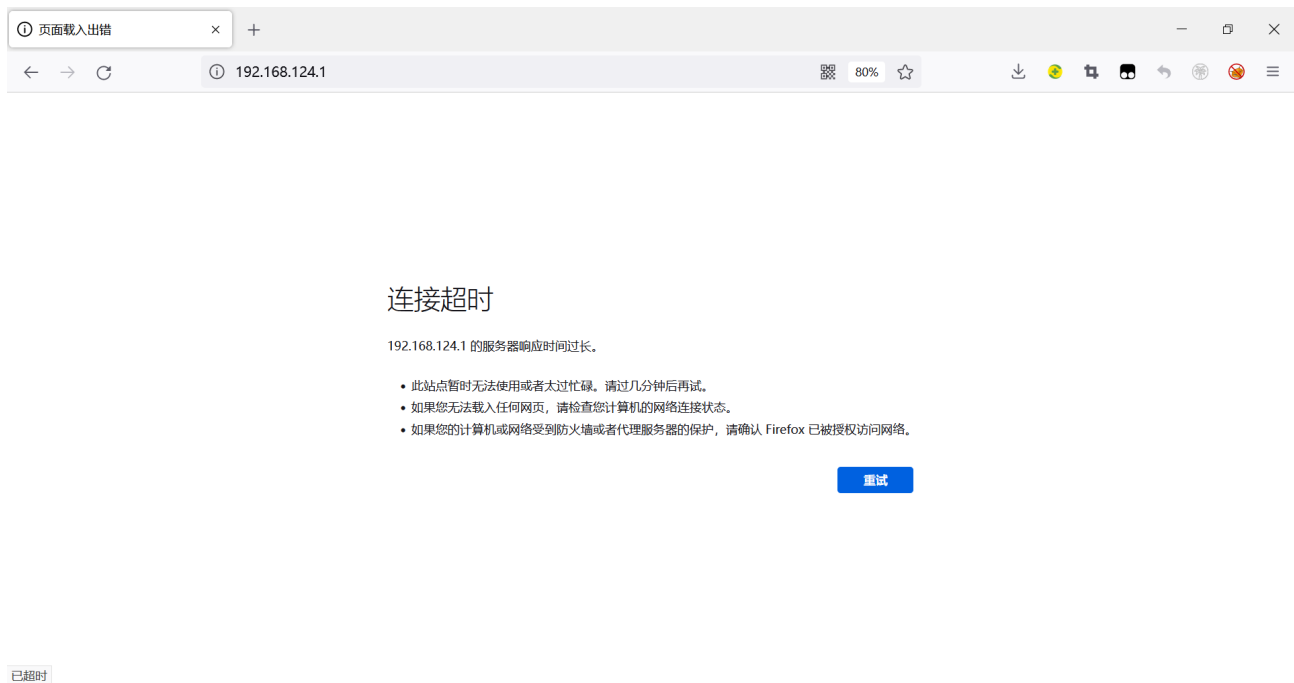 页面载入出错
192.168.124.1
80%
连接超时
192.168.124.1 的服务器响应时间过长。
此站点暂时无法使用或者太过忙碌。请过几分钟后再试。
如果您无法载入任何网页，请检查您计算机的网络连接状态。
如果您的计算机或网络受到防火墙或者代理服务器的保护，请确认 Firefox 已被授权访问网络。
重试
已超时